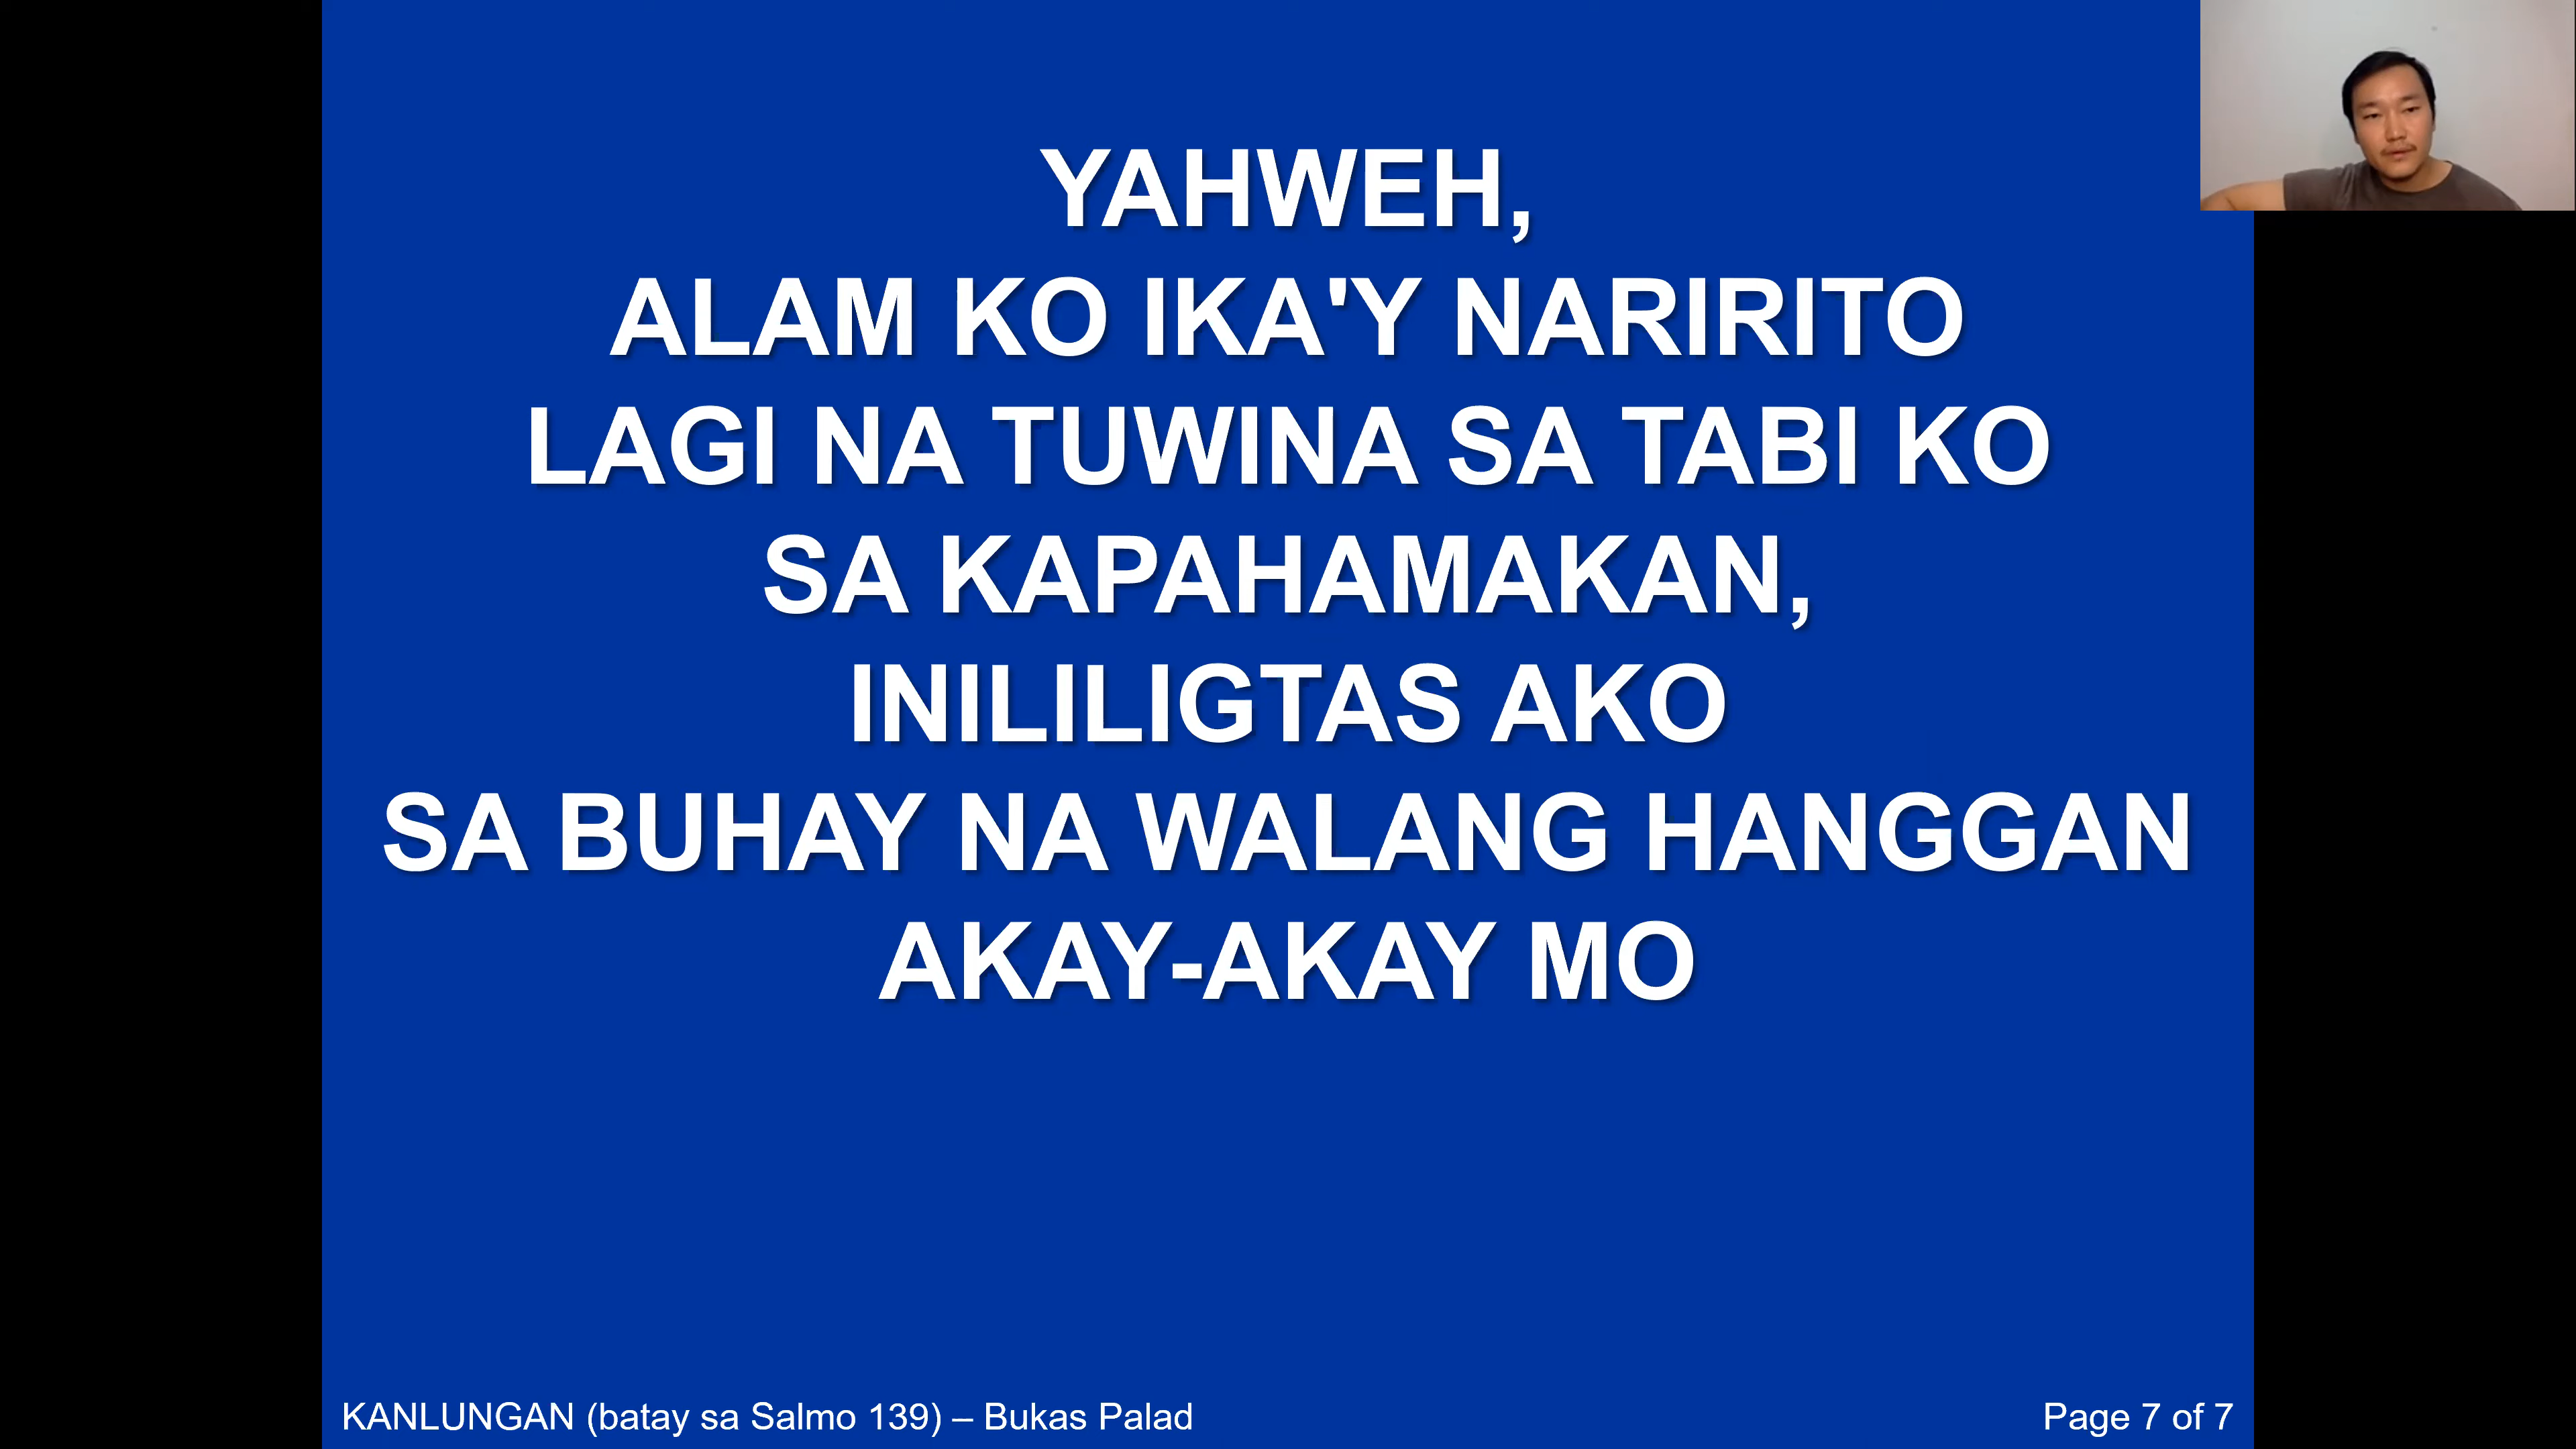 YAHWEH,
ALAM KO IKA'Y NARIRITO
LAGI NA TUWINA SA TABI KO
SA KAPAHAMAKAN,
INILILIGTAS AKO
SA BUHAY NA WALANG HANGGAN
AKAY-AKAY MO
KANLUNGAN (batay sa Salmo 139) – Bukas Palad
Page 7 of 7